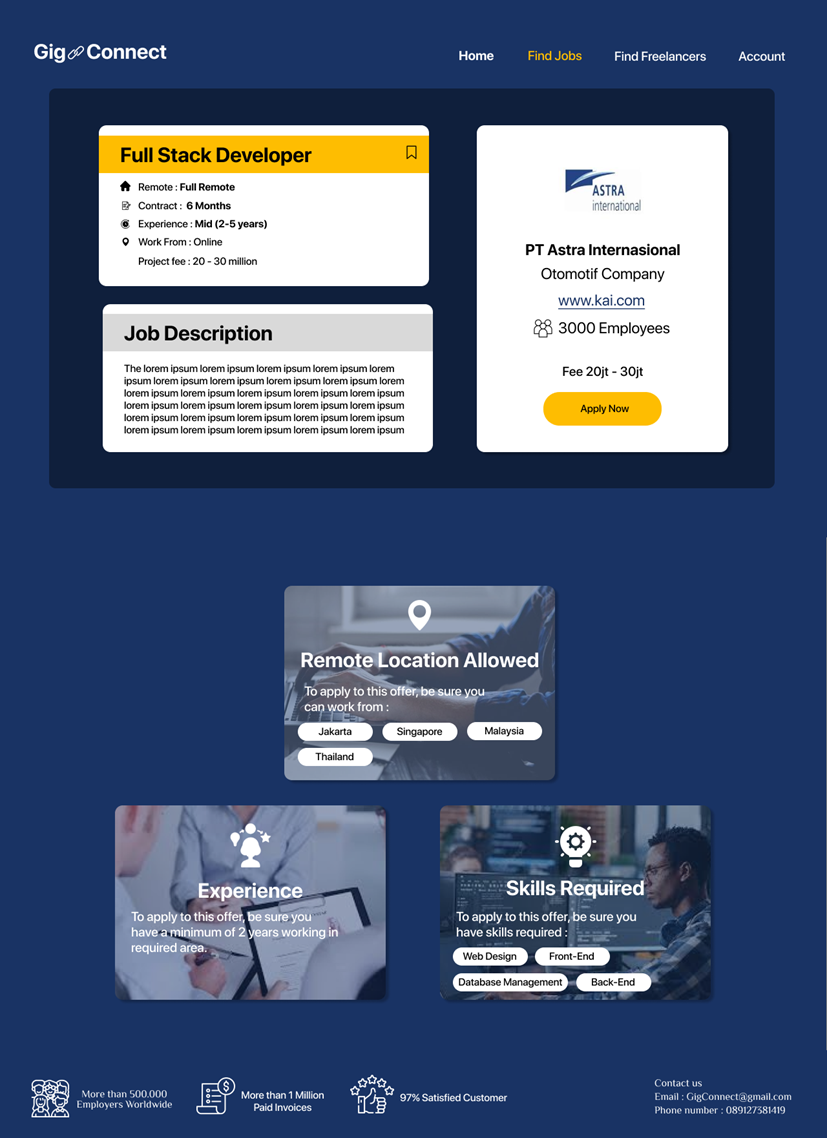 Gig Connect
Home Find Jobs Find Freelancers Account
Full Stack Developer
Remote : Full Remote
Contract : 6 Months
Experience : Mid (2-5 years)
Work From : Online
Project fee : 20 - 30 million
Job Description
The lorem ipsum lorem ipsum lorem ipsum lorem ipsum lorem
ipsum lorem ipsum lorem ipsum lorem ipsum lorem ipsum lorem
lorem ipsum lorem ipsum lorem ipsum lorem ipsum lorem ipsum
lorem ipsum lorem ipsum lorem ipsum lorem ipsum lorem ipsum
lorem ipsum lorem ipsum lorem ipsum lorem ipsum lorem ipsum
lorem ipsum lorem ipsum lorem ipsum lorem ipsum lorem ipsum
ASTRA
international
PT Astra Internasional
Otomotif Company
www.kai.com
3000 Employees
Fee 20jt - 30jt
Apply Now
Remote Location Allowed
To apply to this offer, be sure you
can work from :
Jakarta Singapore Malaysia
Thailand
Experience
To apply to this offer, be sure you
have a minimum of 2 years working in
required area.
Skills Required
To apply to this offer, be sure you
have skills required :
Web Design Front-End
Database Management Back-End
More than 500.000
Employers Worldwide
More than 1 Million
Paid Invoices
97% Satisfied Customer
Contact us
Email : GigConnect@gmail.com
Phone number : 089127381419